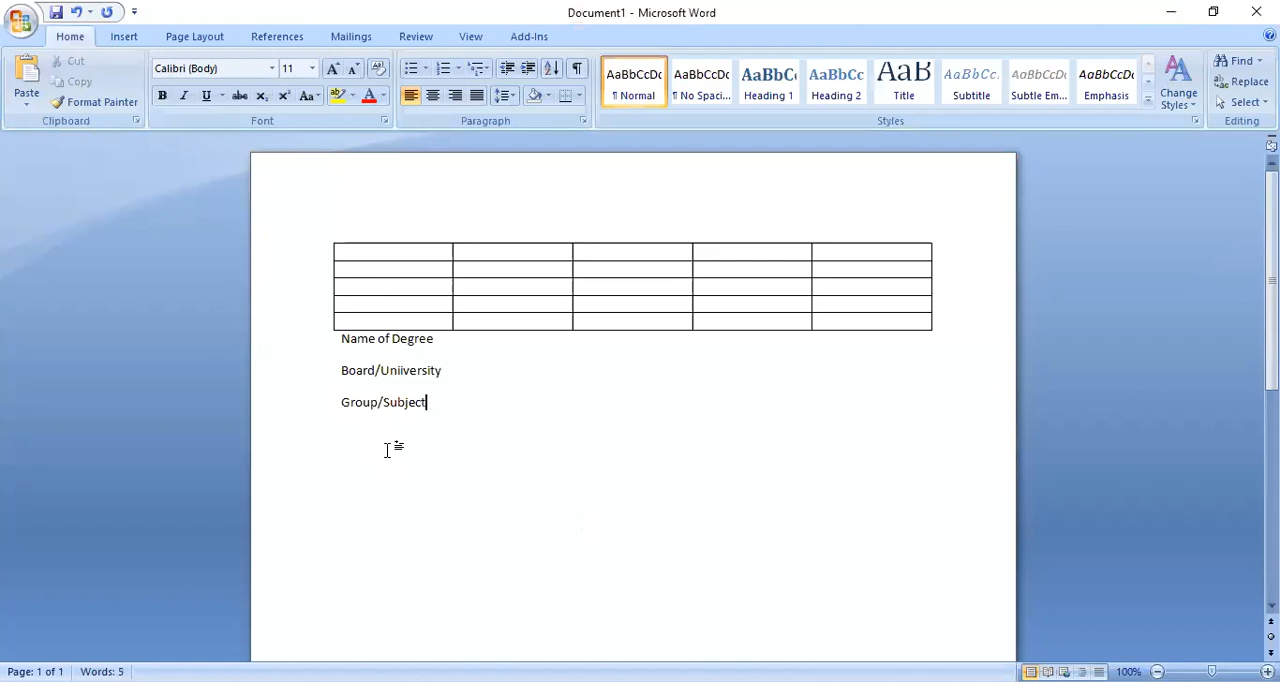 Document1 - Microsoft Word
Home Insert Page Layout References Mailings Review View Add-Ins
Paste
Cut
Copy
Format Painter
Clipboard
Calibri (Body) 11
Font
Paragraph
AaBbCcDc AaBbCcDc AaBbC AaBbCc AaB AaBbCc. AaBbCcDc AaBbCcDc
¶ Normal ¶ No Spaci... Heading 1 Heading 2 Title Subtitle Subtle Em... Emphasis
Change Styles
Styles
Find
Replace
Select
Editing
Name of Degree
Board/Uniiversity
Group/Subject
Page: 1 of 1 Words: 5 100%